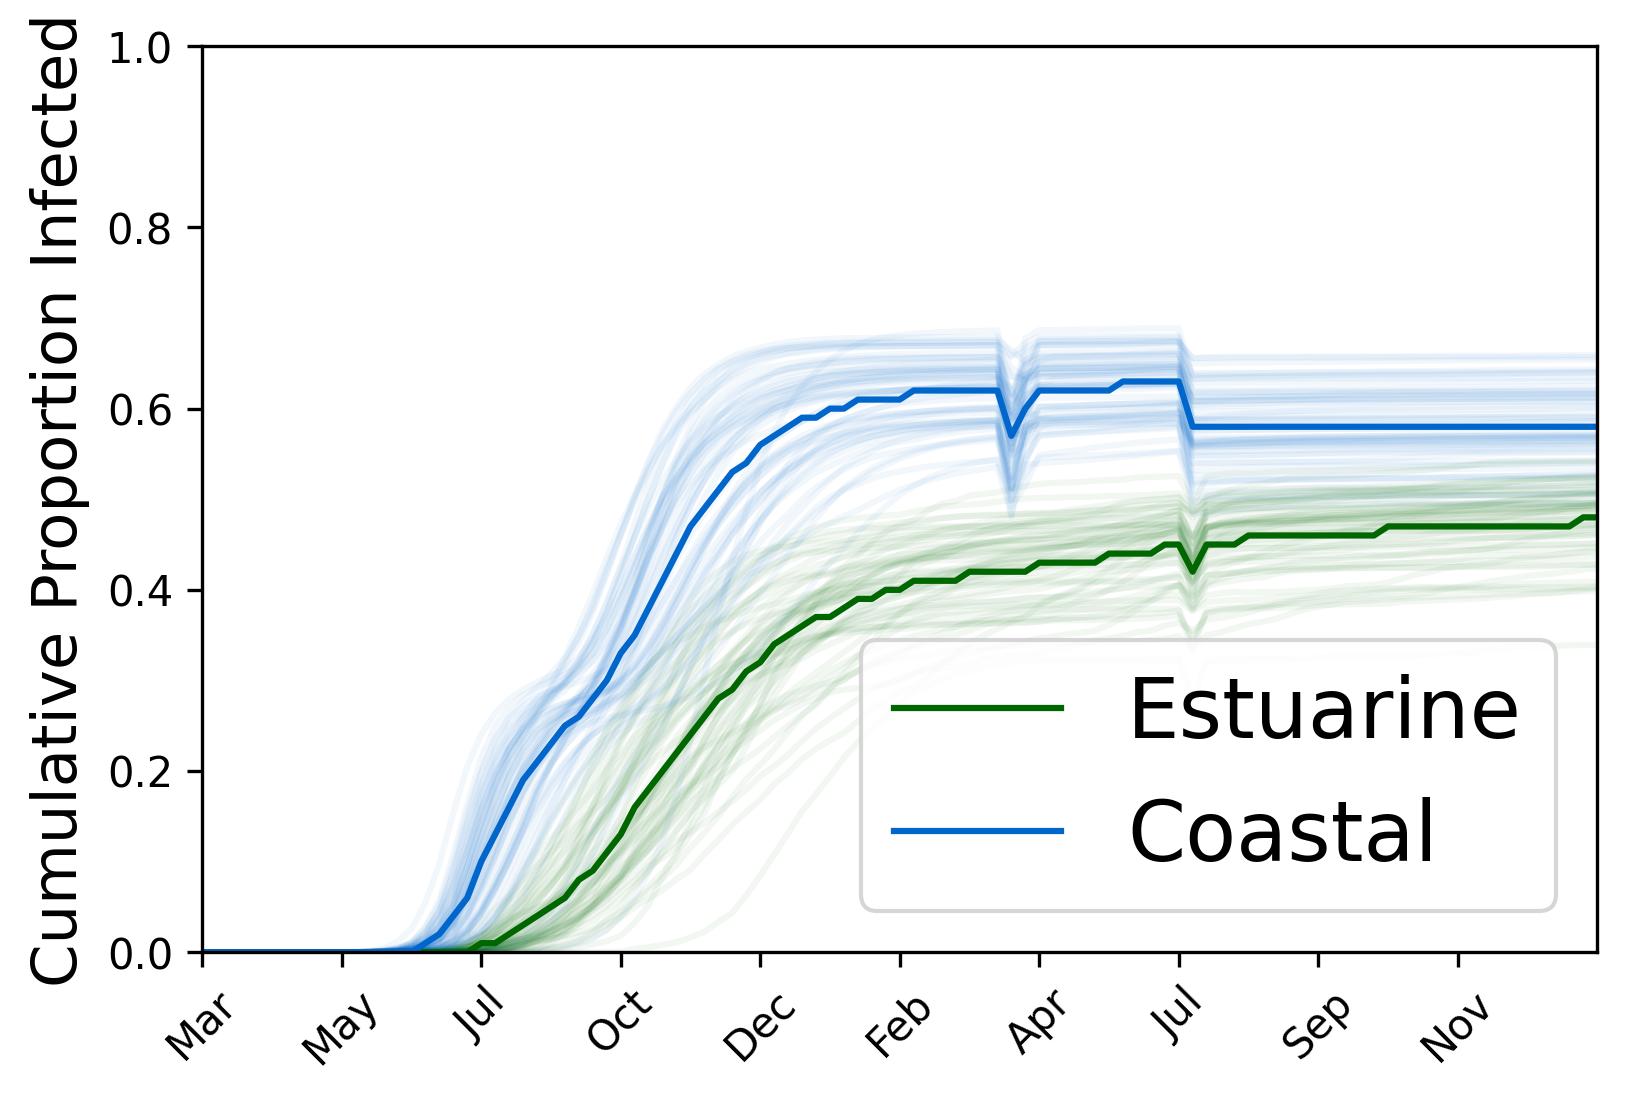 Cumulative Proportion Infected
1.0
0.8
0.6
0.4
0.2
0.0
Mar
May
Jul
Oct
Dec
Feb
Apr
Jul
Sep
Nov
Estuarine
Coastal